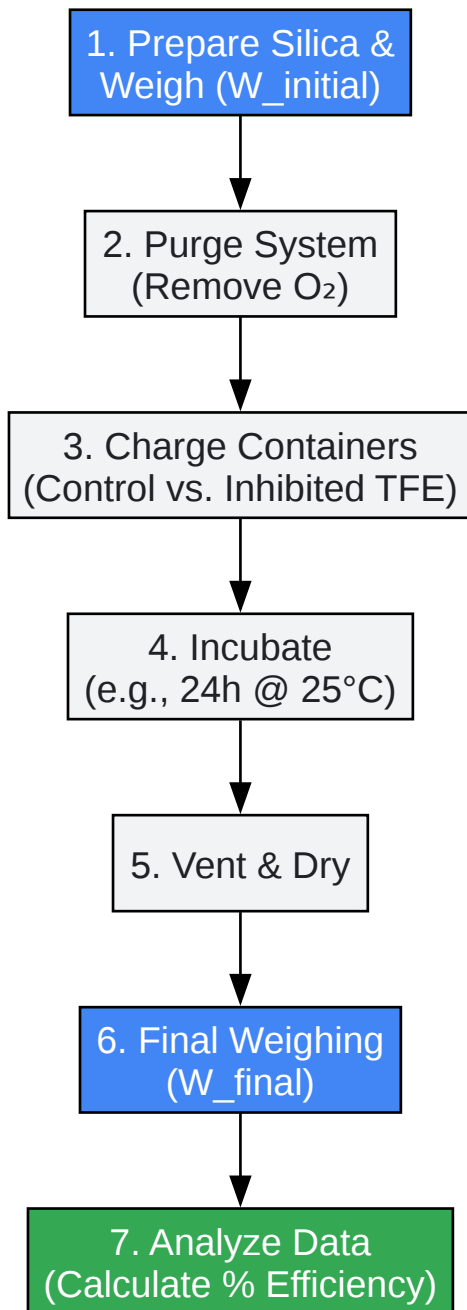 1. Prepare Silica &
Weigh (W_initial)
2. Purge System
(Remove O₂)
3. Charge Containers
(Control vs. Inhibited TFE)
4. Incubate
(e.g., 24h @ 25°C)
5. Vent & Dry
6. Final Weighing
(W_final)
7. Analyze Data
(Calculate % Efficiency)